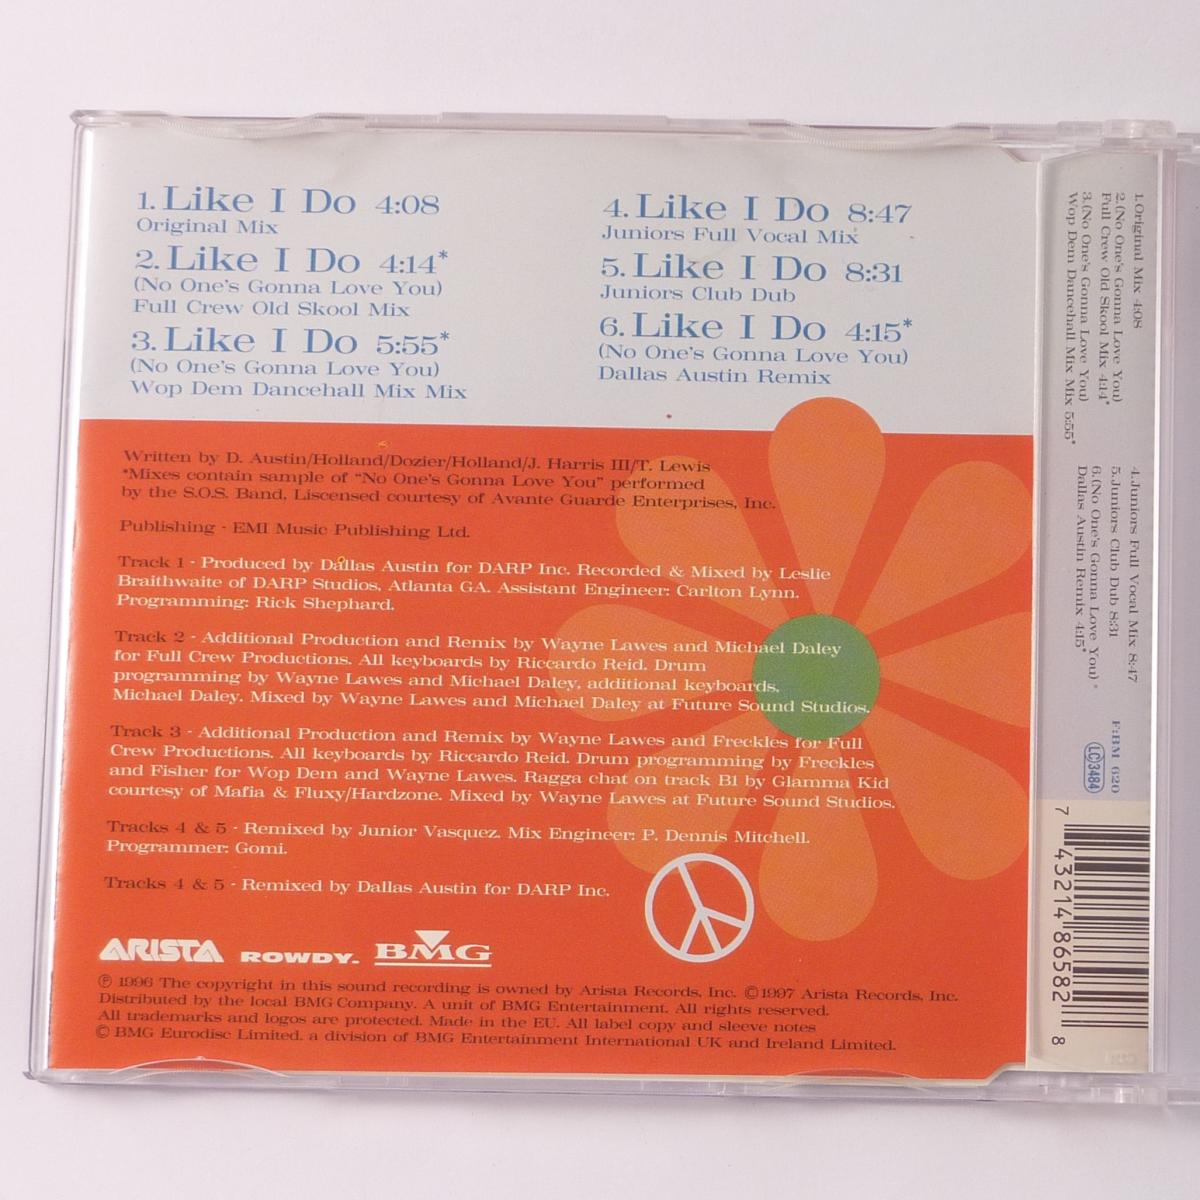 1. Like I Do 4:08
Original Mix
2. Like I Do 4:14*
(No One's Gonna Love You)
Full Crew Old Skool Mix
3. Like I Do 5:55*
(No One's Gonna Love You)
Wop Dem Dancehall Mix Mix
4. Like I Do 8:47
Juniors Full Vocal Mix
5. Like I Do 8:31
Juniors Club Dub
6. Like I Do 4:15*
(No One's Gonna Love You)
Dallas Austin Remix
Written by D. Austin/Holland/Dozier/Holland/J. Harris III/T. Lewis
*Mixes contain sample of "No One's Gonna Love You" performed
by the S.O.S. Band, Liscensed courtesy of Avante Guarde Enterprises, Inc.
Publishing - EMI Music Publishing Ltd.
Track 1 - Produced by Dallas Austin for DARP Inc. Recorded & Mixed by Leslie
Braithwaite of DARP Studios, Atlanta GA. Assistant Engineer: Carlton Lynn.
Programming: Rick Shephard.
Track 2 - Additional Production and Remix by Wayne Lawes and Michael Daley
for Full Crew Productions. All keyboards by Riccardo Reid. Drum
programming by Wayne Lawes and Michael Daley, additional keyboards,
Michael Daley. Mixed by Wayne Lawes and Michael Daley at Future Sound Studios.
Track 3 - Additional Production and Remix by Wayne Lawes and Freckles for Full
Crew Productions. All keyboards by Riccardo Reid. Drum programming by Freckles
and Fisher for Wop Dem and Wayne Lawes. Ragga chat on track B1 by Glamma Kid
courtesy of Mafia & Fluxy/Hardzone. Mixed by Wayne Lawes at Future Sound Studios.
Tracks 4 & 5 - Remixed by Junior Vasquez. Mix Engineer: P. Dennis Mitchell.
Programmer: Gomi.
Tracks 4 & 5 - Remixed by Dallas Austin for DARP Inc.
ARISTA ROWDY. BMG
℗ 1996 The copyright in this sound recording is owned by Arista Records, Inc. ©1997 Arista Records, Inc.
Distributed by the local BMG Company. A unit of BMG Entertainment. All rights reserved.
All trademarks and logos are protected. Made in the EU. All label copy and sleeve notes
© BMG Eurodisc Limited. a division of BMG Entertainment International UK and Ireland Limited.
1.Original Mix 4:08
2.(No One's Gonna Love You)
Full Crew Old Skool Mix 4:14*
3.(No One's Gonna Love You)
Wop Dem Dancehall Mix Mix 5:55*
4.Juniors Full Vocal Mix 8:47
5.Juniors Club Dub 8:31
6.(No One's Gonna Love You)*
Dallas Austin Remix 4:15*
F:BM 620
LC 3484
7 43214 86582 8